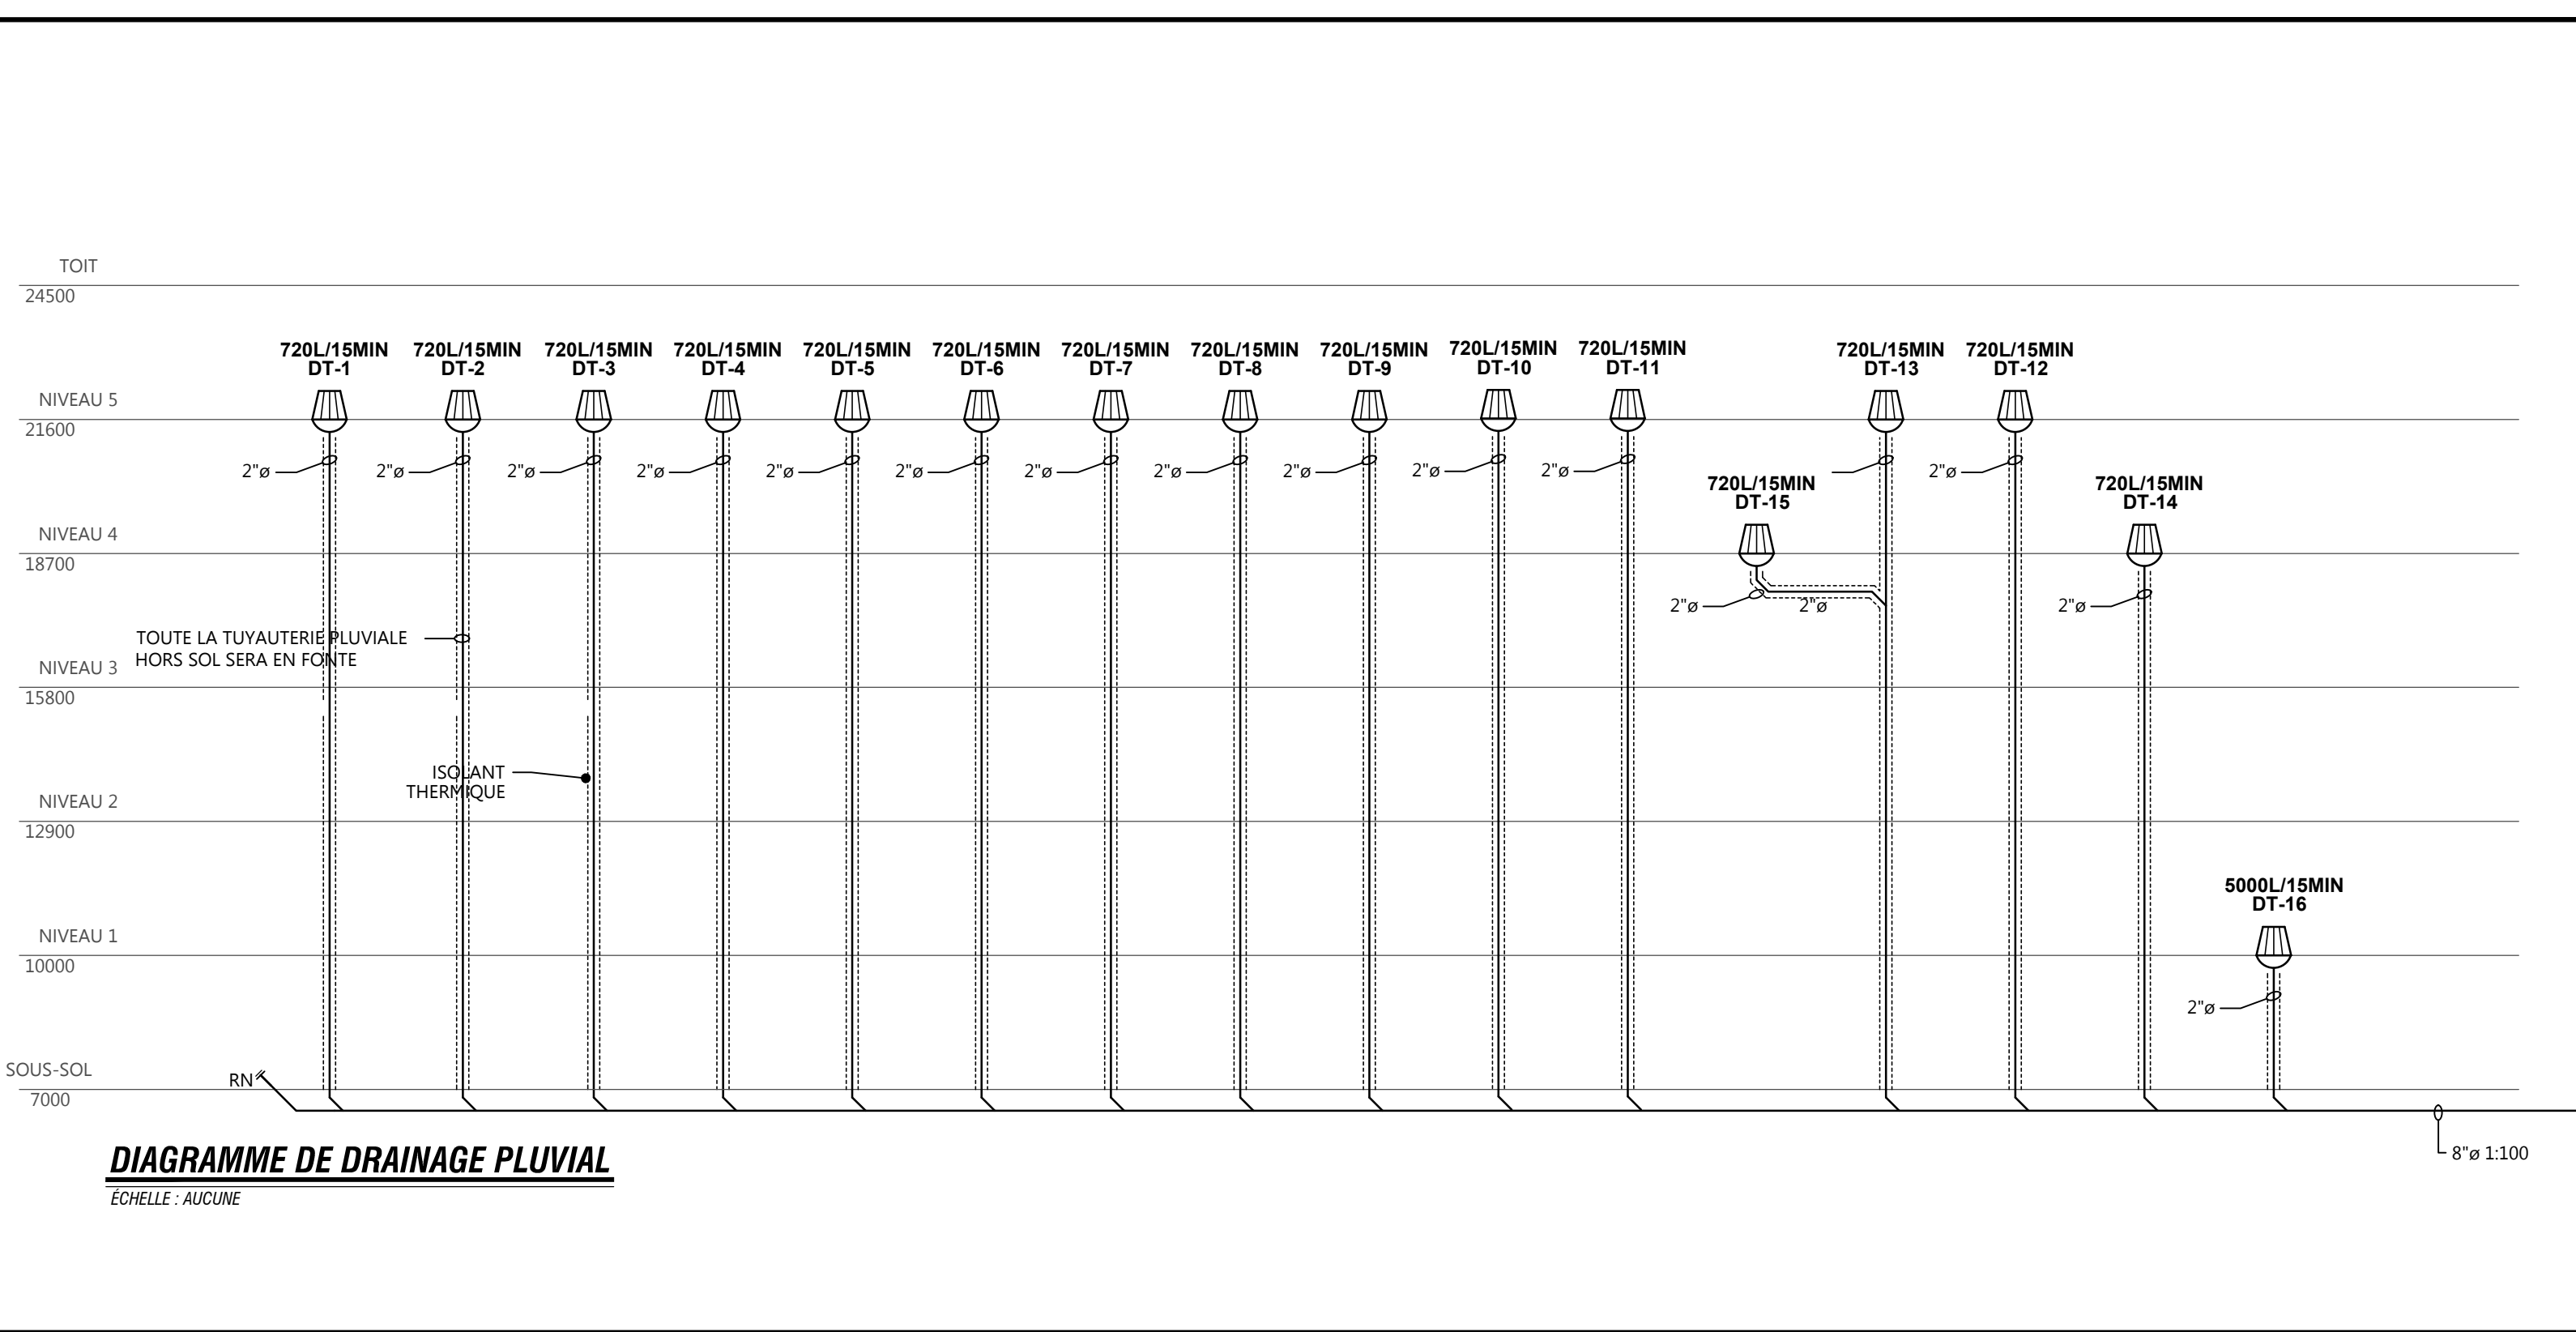 TOIT
24500
720L/15MIN 720L/15MIN 720L/15MIN 720L/15MIN 720L/15MIN 720L/15MIN 720L/15MIN 720L/15MIN 720L/15MIN 720L/15MIN 720L/15MIN 720L/15MIN 720L/15MIN
DT-1 DT-2 DT-3 DT-4 DT-5 DT-6 DT-7 DT-8 DT-9 DT-10 DT-11 DT-13 DT-12
NIVEAU 5
21600
2"ø 2"ø 2"ø 2"ø 2"ø 2"ø 2"ø 2"ø 2"ø 2"ø 2"ø 2"ø
720L/15MIN 720L/15MIN
DT-15 DT-14
NIVEAU 4
18700
2"ø 2"ø 2"ø
TOUTE LA TUYAUTERIE PLUVIALE
HORS SOL SERA EN FONTE
NIVEAU 3
15800
ISOLANT
THERMIQUE
NIVEAU 2
12900
5000L/15MIN
DT-16
NIVEAU 1
10000
2"ø
SOUS-SOL
RN
7000
8"ø 1:100
DIAGRAMME DE DRAINAGE PLUVIAL
ÉCHELLE : AUCUNE